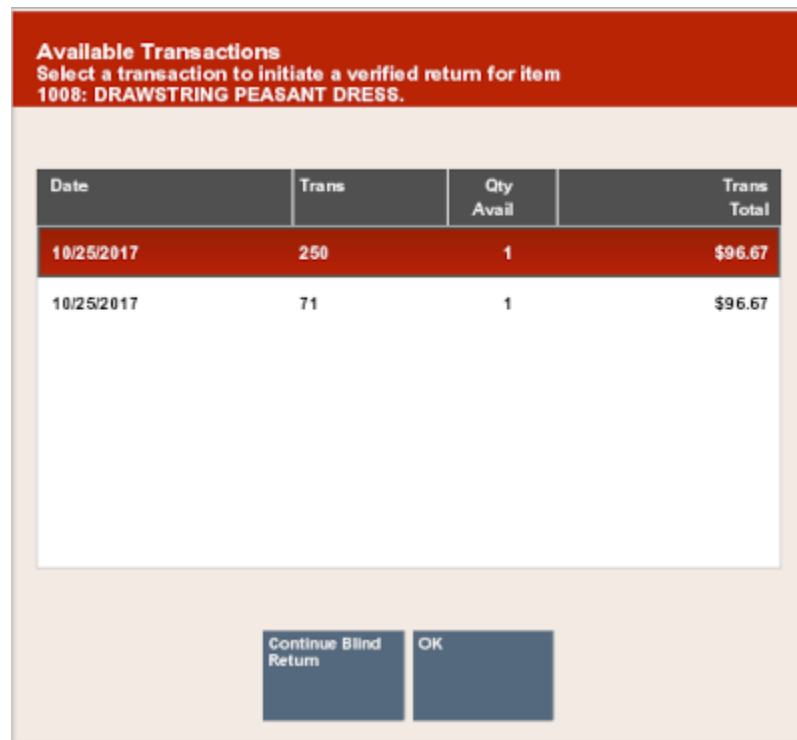 Available Transactions
Select a transaction to initiate a verified return for item
1008: DRAWSTRING PEASANT DRESS.
Date Trans Qty Avail Trans Total
10/25/2017 250 1 $96.67
10/25/2017 71 1 $96.67
Continue Blind Return
OK